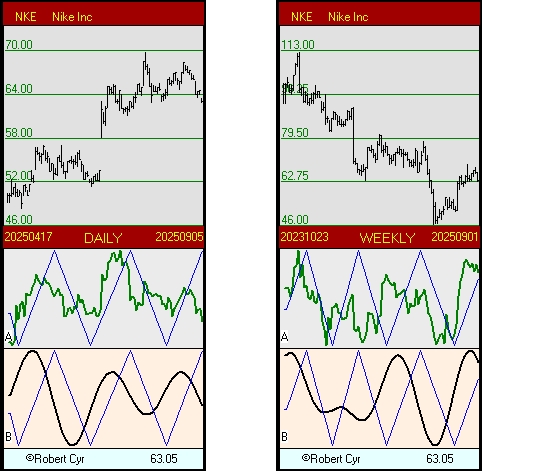 NKE Nike Inc
70.00
64.00
58.00
52.00
46.00
20250417 DAILY 20250905
A
B
©Robert Cyr 63.05
NKE Nike Inc
113.00
96.25
79.50
62.75
46.00
20231023 WEEKLY 20250901
A
B
©Robert Cyr 63.05